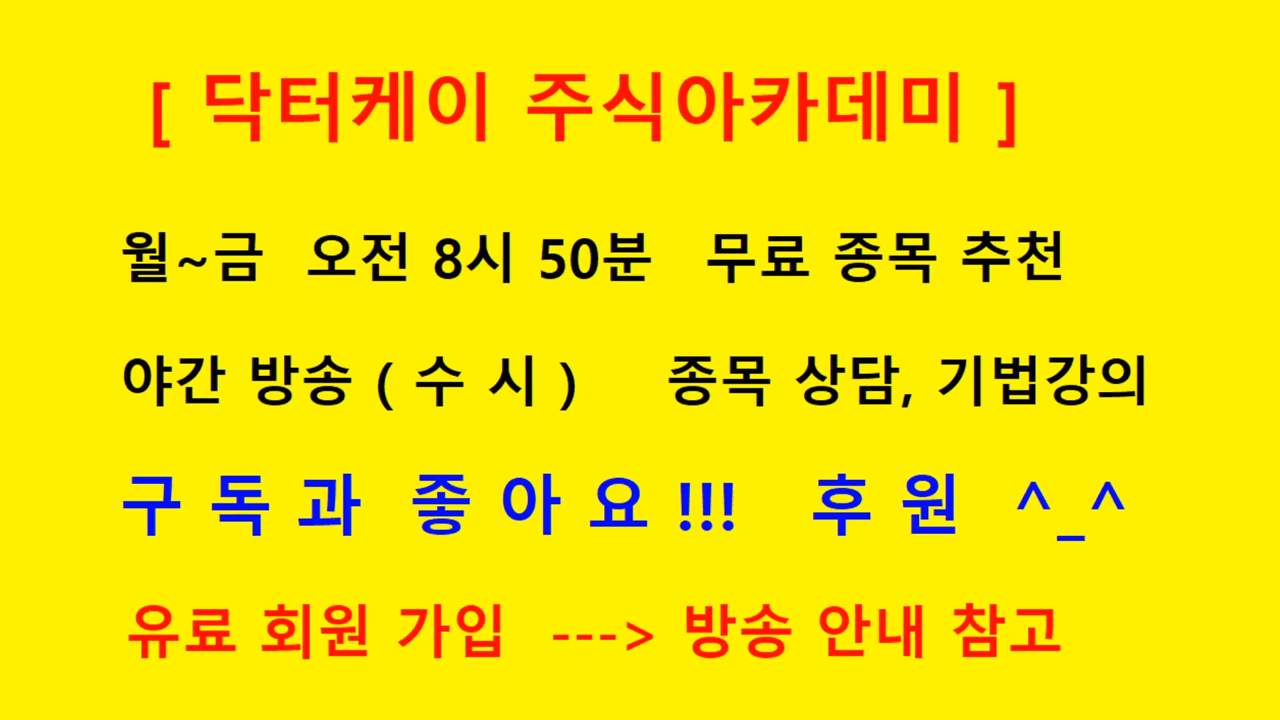 [ 닥터케이 주식아카데미 ]
월~금 오전 8시 50분 무료 종목 추천
야간 방송 ( 수 시 ) 종목 상담, 기법강의
구 독 과 좋 아 요 !!! 후 원 ^_^
유료 회원 가입 ---> 방송 안내 참고